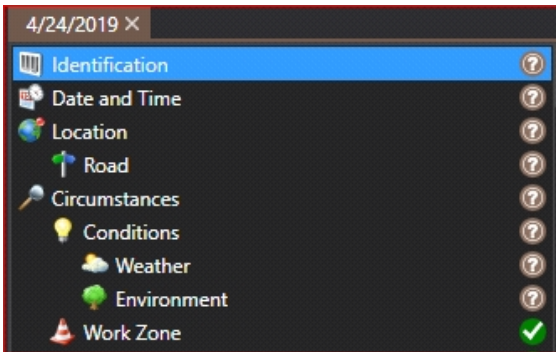 4/24/2019
Identification
Date and Time
Location
Road
Circumstances
Conditions
Weather
Environment
Work Zone